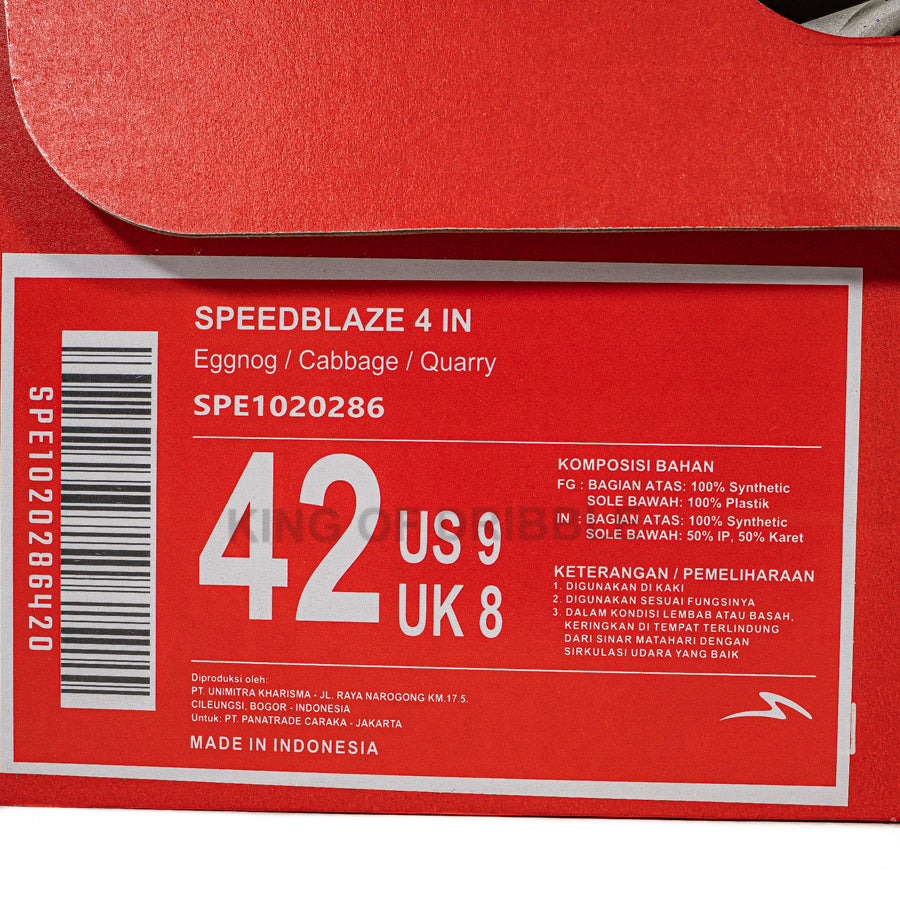 SPEEDBLAZE 4 IN
Eggnog / Cabbage / Quarry
SPE1020286
SPE1020286420
42
US 9
UK 8
KING OF DRIBBLE
KOMPOSISI BAHAN
FG : BAGIAN ATAS: 100% Synthetic
SOLE BAWAH: 100% Plastik
IN : BAGIAN ATAS: 100% Synthetic
SOLE BAWAH: 50% IP, 50% Karet
KETERANGAN / PEMELIHARAAN
1. DIGUNAKAN DI KAKI
2. DIGUNAKAN SESUAI FUNGSINYA
3. DALAM KONDISI LEMBAB ATAU BASAH,
KERINGKAN DI TEMPAT TERLINDUNG
DARI SINAR MATAHARI DENGAN
SIRKULASI UDARA YANG BAIK
Diproduksi oleh:
PT. UNIMITRA KHARISMA - JL. RAYA NAROGONG KM.17.5.
CILEUNGSI, BOGOR - INDONESIA
Untuk: PT. PANATRADE CARAKA - JAKARTA
MADE IN INDONESIA